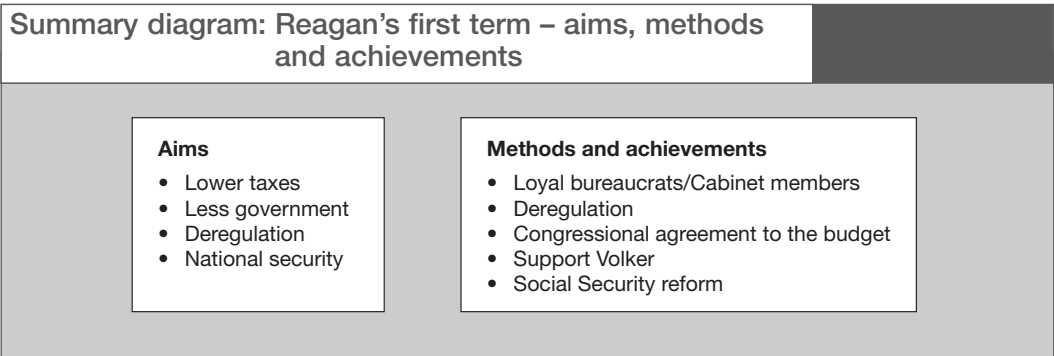 Summary diagram: Reagan's first term – aims, methods
and achievements
Aims
• Lower taxes
• Less government
• Deregulation
• National security
Methods and achievements
• Loyal bureaucrats/Cabinet members
• Deregulation
• Congressional agreement to the budget
• Support Volker
• Social Security reform